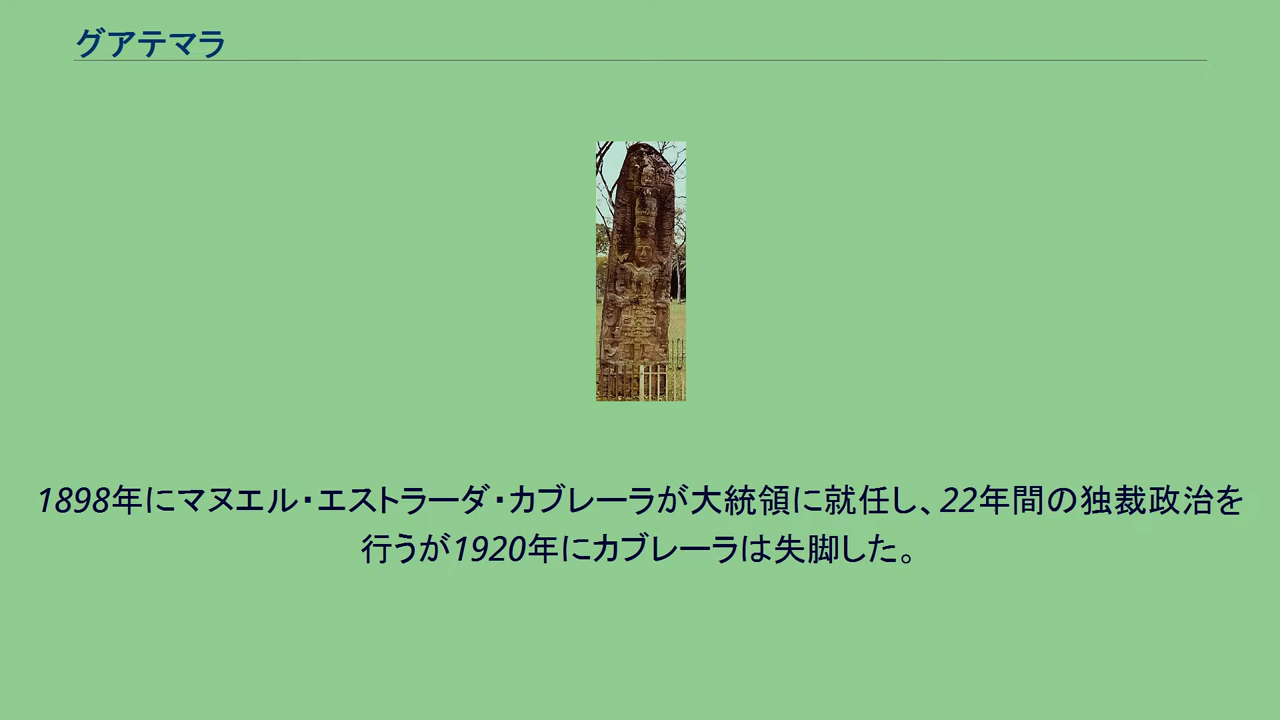 グアテマラ
1898年にマヌエル・エストラーダ・カブレーラが大統領に就任し、22年間の独裁政治を
行うが1920年にカブレーラは失脚した。